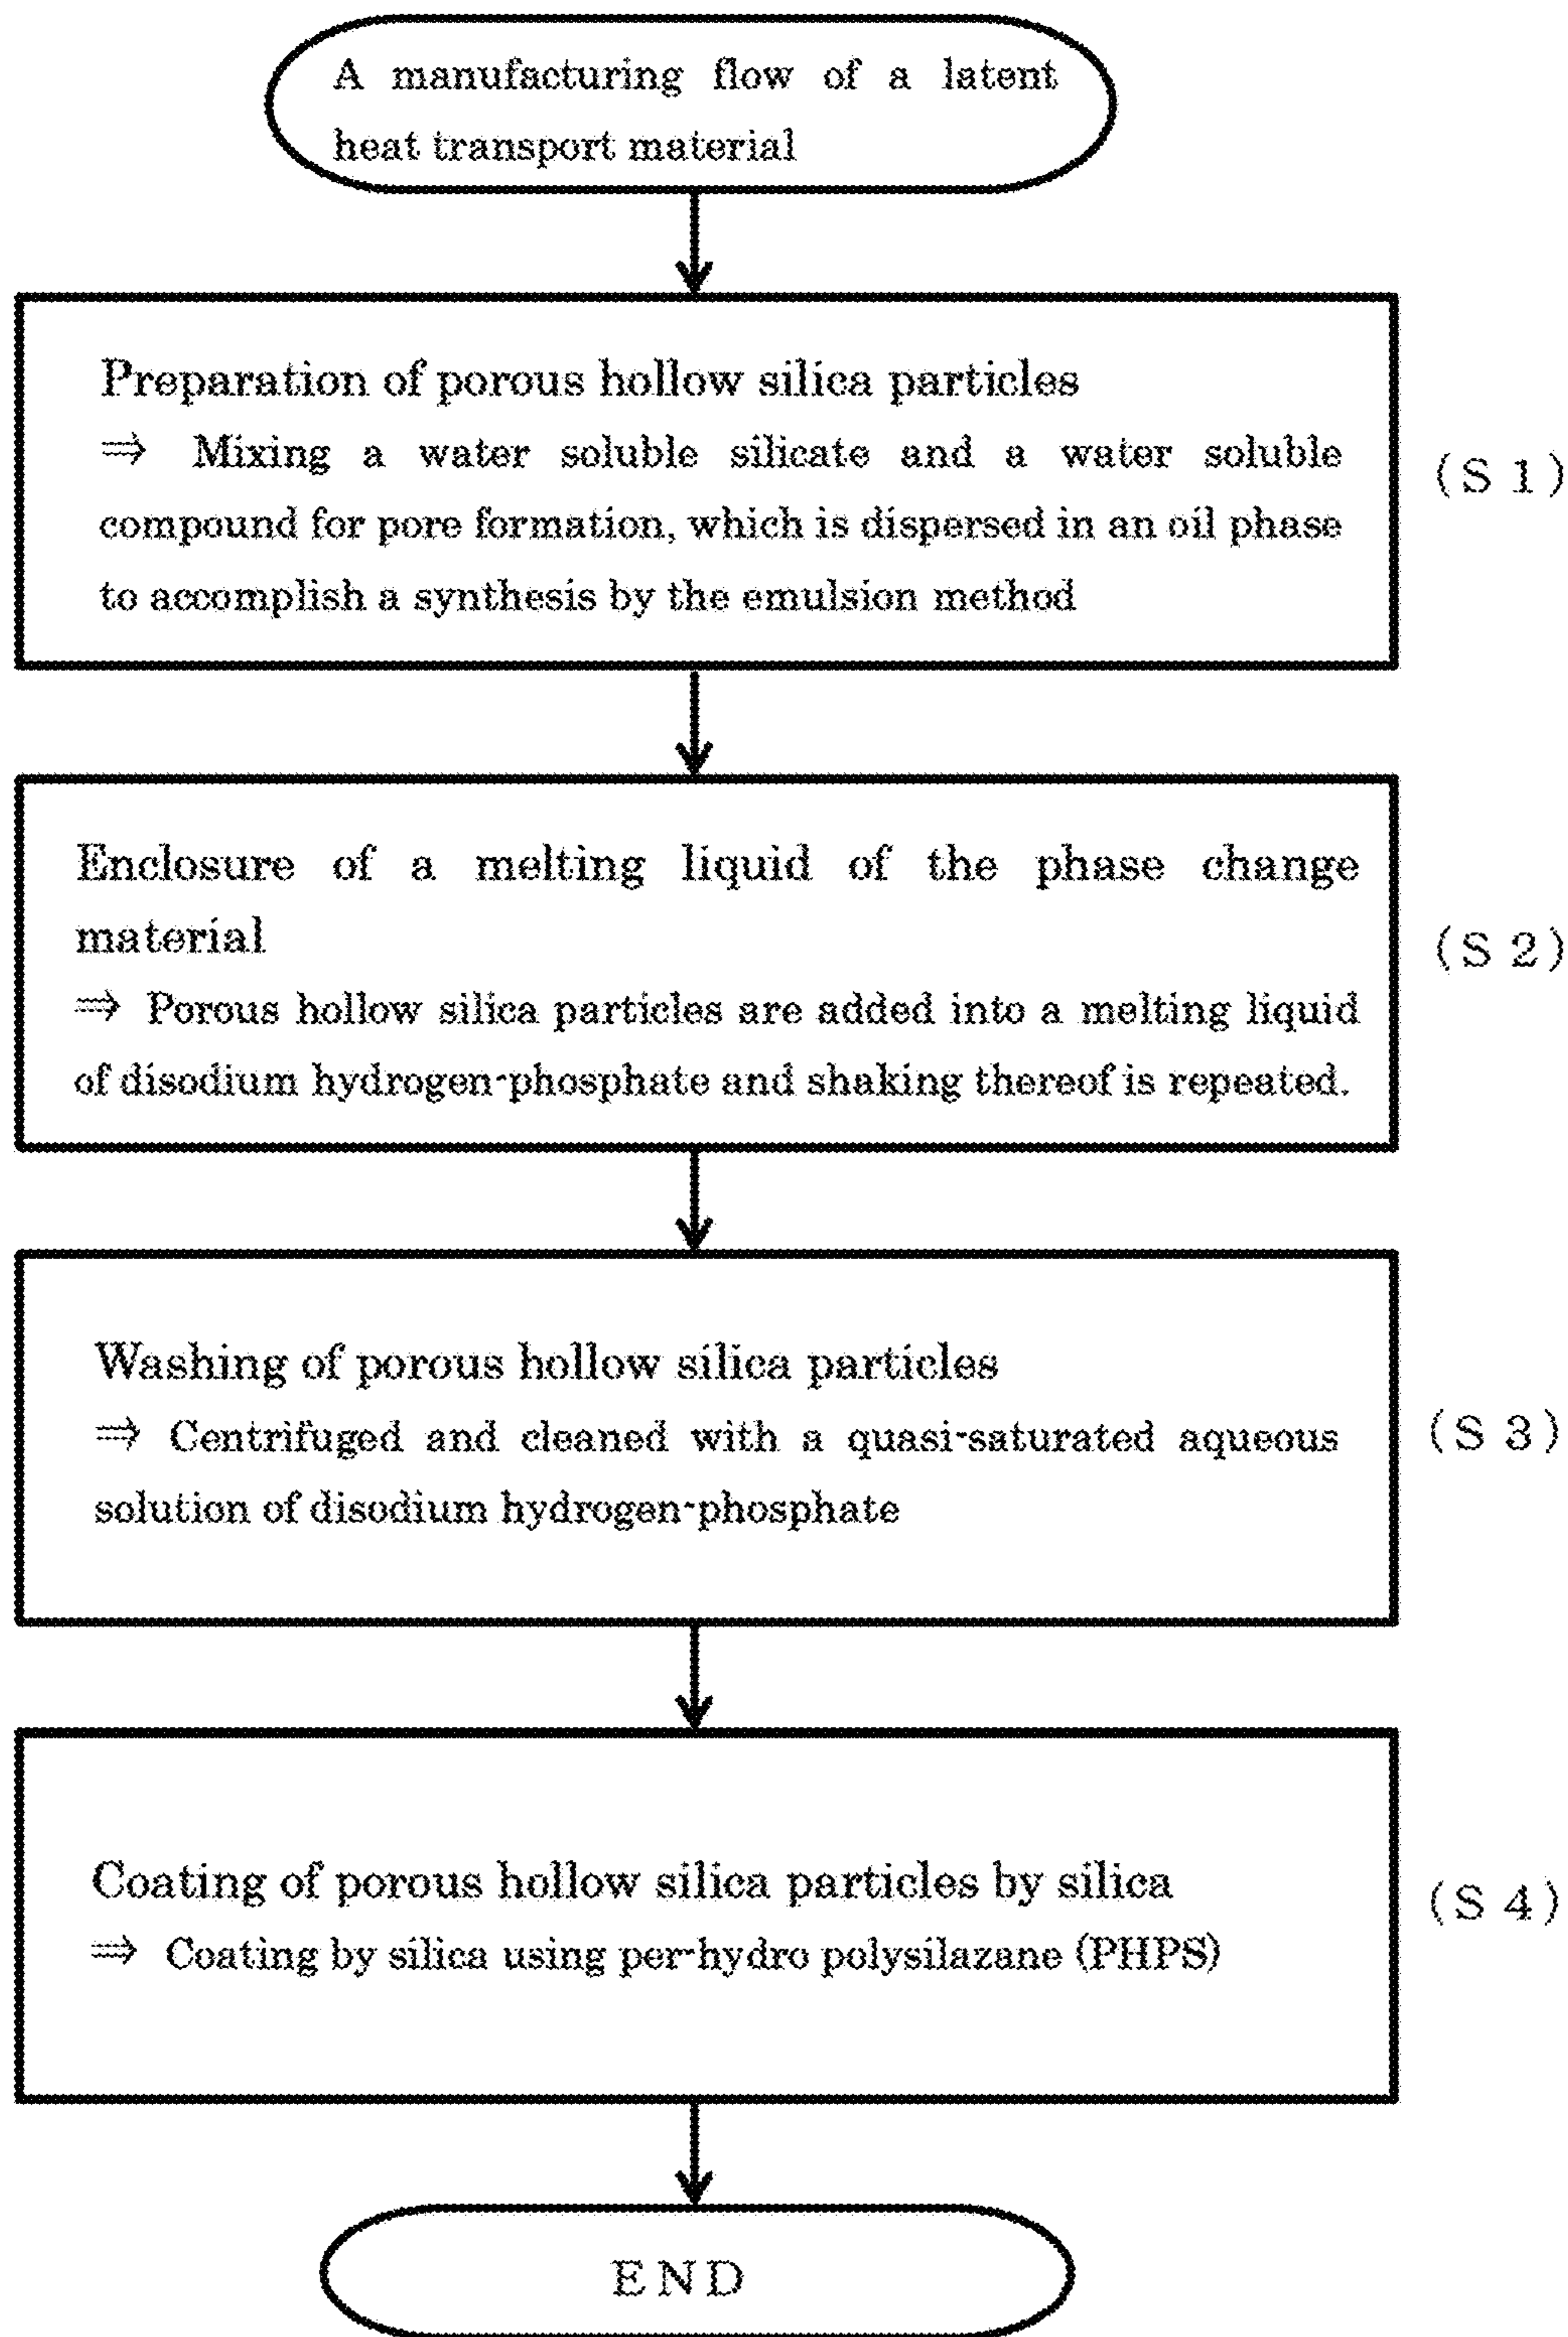 A manufacturing flow of a latent
heat transport material
Preparation of porous hollow silica particles
⇒ Mixing a water soluble silicate and a water soluble
compound for pore formation, which is dispersed in an oil phase
to accomplish a synthesis by the emulsion method
(S1)
Enclosure of a melting liquid of the phase change
material
⇒ Porous hollow silica particles are added into a melting liquid
of disodium hydrogen-phosphate and shaking thereof is repeated.
(S2)
Washing of porous hollow silica particles
⇒ Centrifuged and cleaned with a quasi-saturated aqueous
solution of disodium hydrogen-phosphate
(S3)
Coating of porous hollow silica particles by silica
⇒ Coating by silica using per-hydro polysilazane (PHPS)
(S4)
END